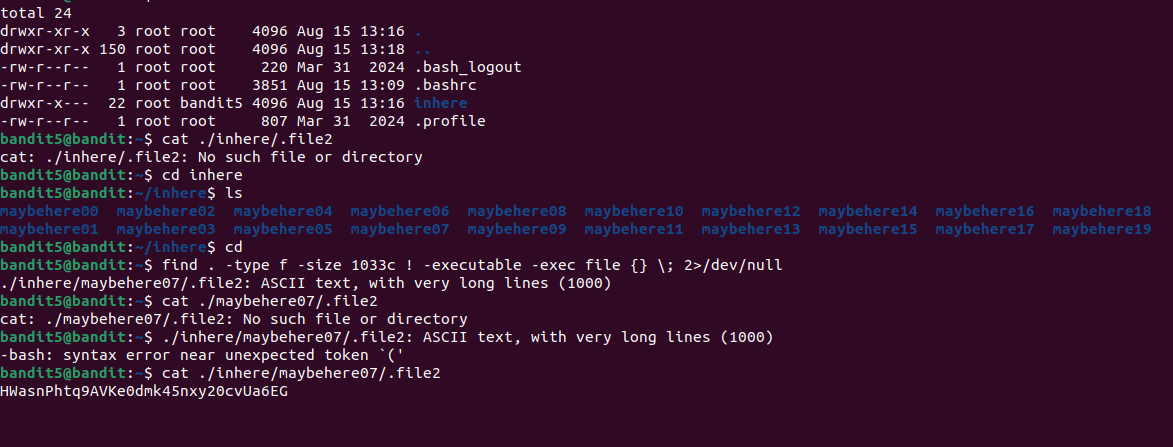 total 24
drwxr-xr-x   3 root root    4096 Aug 15 13:16 .
drwxr-xr-x 150 root root    4096 Aug 15 13:18 ..
-rw-r--r--   1 root root     220 Mar 31  2024 .bash_logout
-rw-r--r--   1 root root    3851 Aug 15 13:09 .bashrc
drwxr-x---  22 root bandit5 4096 Aug 15 13:16 inhere
-rw-r--r--   1 root root     807 Mar 31  2024 .profile
bandit5@bandit:~$ cat ./inhere/.file2
cat: ./inhere/.file2: No such file or directory
bandit5@bandit:~$ cd inhere
bandit5@bandit:~/inhere$ ls
maybehere00  maybehere02  maybehere04  maybehere06  maybehere08  maybehere10  maybehere12  maybehere14  maybehere16  maybehere18
maybehere01  maybehere03  maybehere05  maybehere07  maybehere09  maybehere11  maybehere13  maybehere15  maybehere17  maybehere19
bandit5@bandit:~/inhere$ cd
bandit5@bandit:~$ find . -type f -size 1033c ! -executable -exec file {} \; 2>/dev/null
./inhere/maybehere07/.file2: ASCII text, with very long lines (1000)
bandit5@bandit:~$ cat ./maybehere07/.file2
cat: ./maybehere07/.file2: No such file or directory
bandit5@bandit:~$ ./inhere/maybehere07/.file2: ASCII text, with very long lines (1000)
-bash: syntax error near unexpected token `('
bandit5@bandit:~$ cat ./inhere/maybehere07/.file2
HWasnPhtq9AVKe0dmk45nxy20cvUa6EG